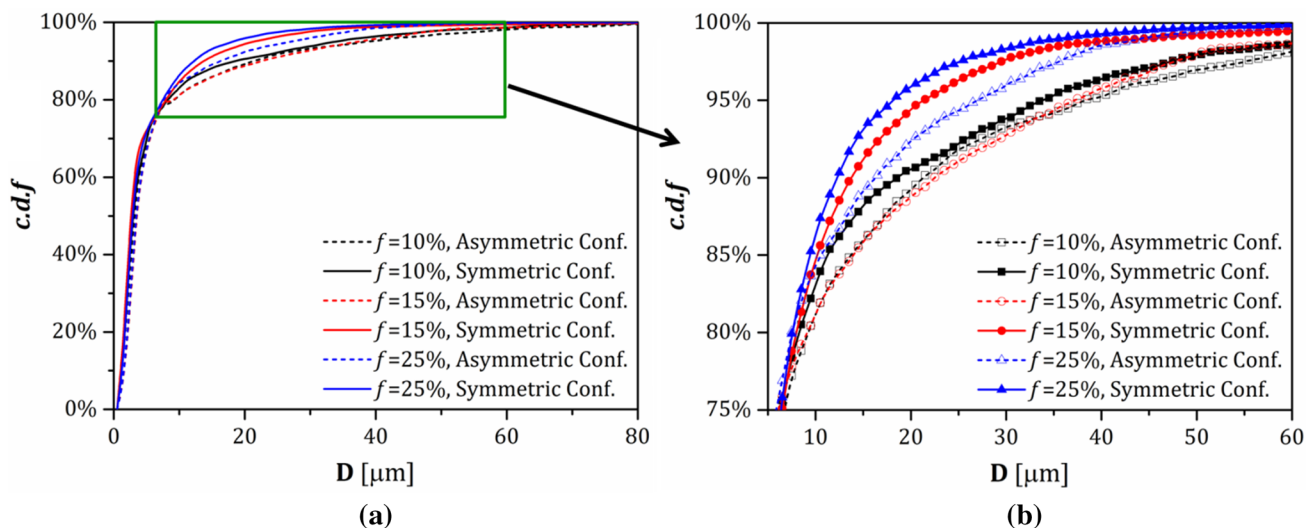 100%
80%
60%
40%
20%
0%
c.d.f
f=10%, Asymmetric Conf.
f=10%, Symmetric Conf.
f=15%, Asymmetric Conf.
f=15%, Symmetric Conf.
f=25%, Asymmetric Conf.
f=25%, Symmetric Conf.
0 20 40 60 80
D [μm]
(a)
100%
95%
90%
85%
80%
75%
c.d.f
f=10%, Asymmetric Conf.
f=10%, Symmetric Conf.
f=15%, Asymmetric Conf.
f=15%, Symmetric Conf.
f=25%, Asymmetric Conf.
f=25%, Symmetric Conf.
10 20 30 40 50 60
D [μm]
(b)